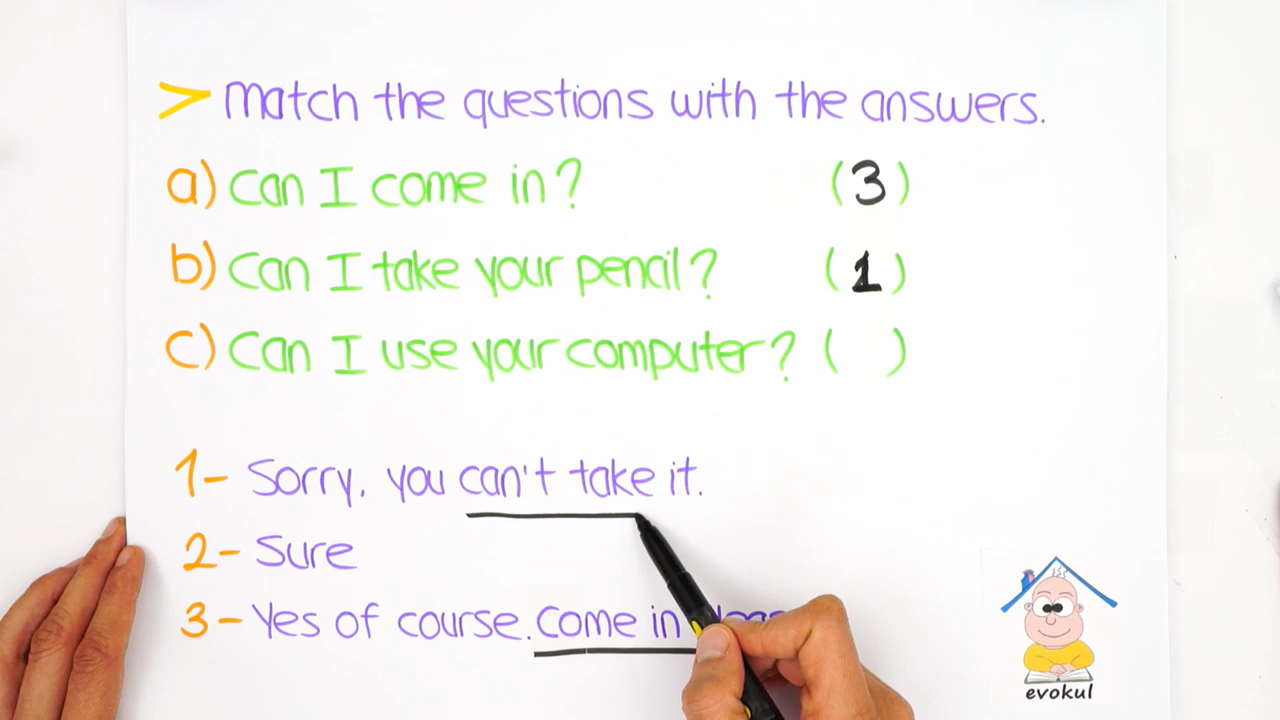 > Match the questions with the answers.
a) Can I come in? (3)
b) Can I take your pencil? (1)
c) Can I use your computer? ( )
1- Sorry, you can't take it.
2- Sure
3- Yes of course. Come in
evokul